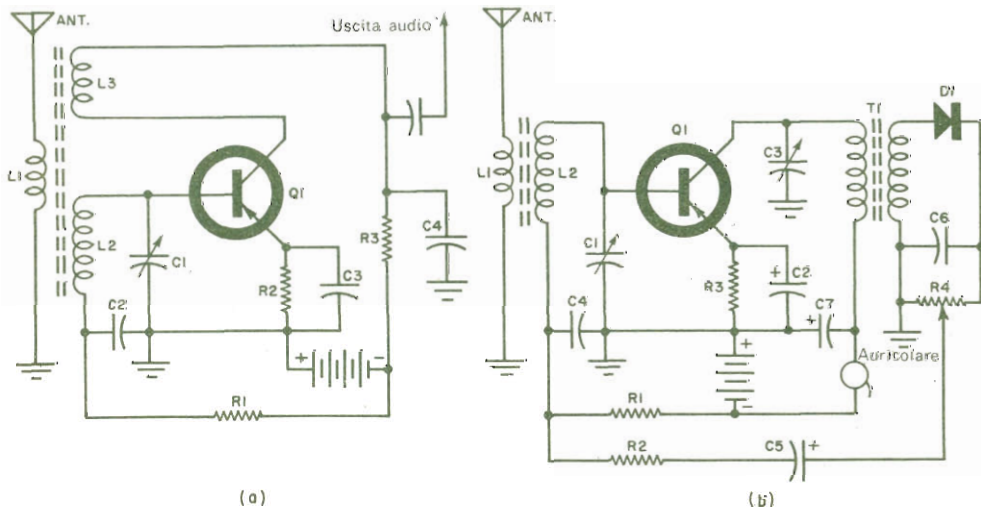 ANT.
Uscita audio
L3
L1
Q1
L2
C1
R2
C3
R3
C4
C2
+
-
R1
(a)
ANT.
L1
L2
Q1
C3
T1
D1
C1
R3
+
C2
C6
R4
C4
+
C7
Auricolare
+
-
R1
R2
C5
+
(b)